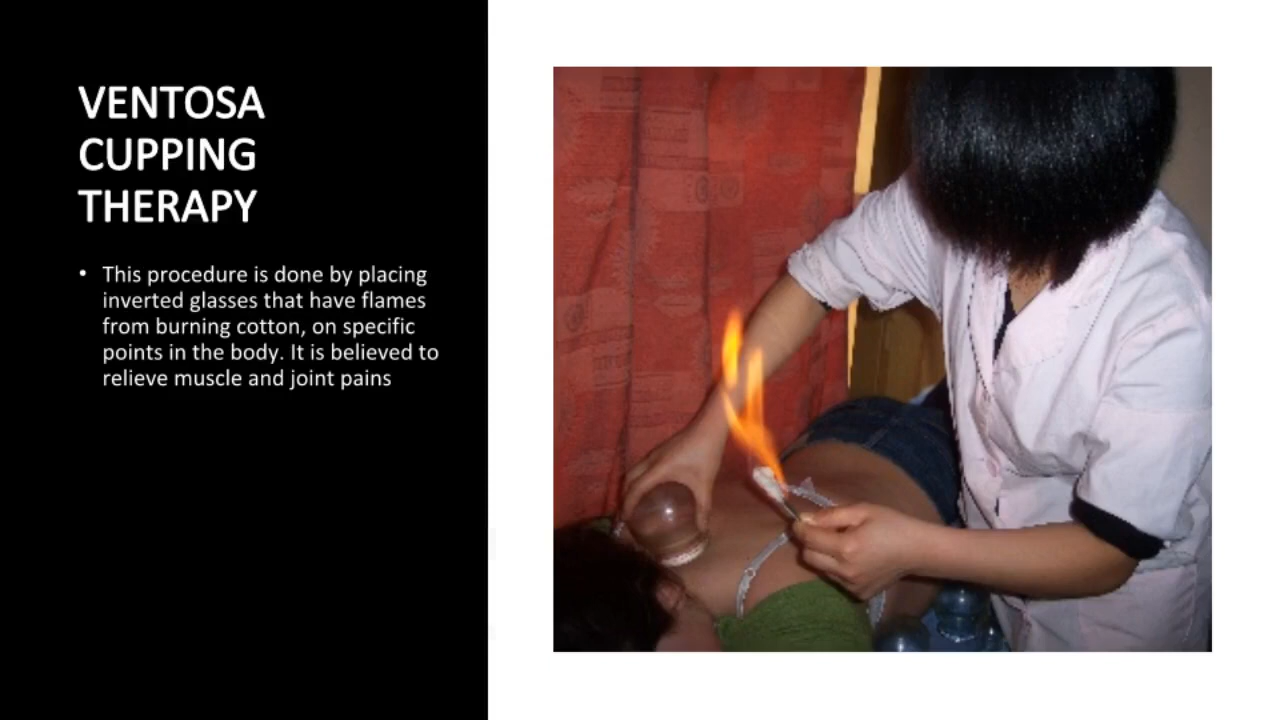 VENTOSA
CUPPING
THERAPY
• This procedure is done by placing
inverted glasses that have flames
from burning cotton, on specific
points in the body. It is believed to
relieve muscle and joint pains